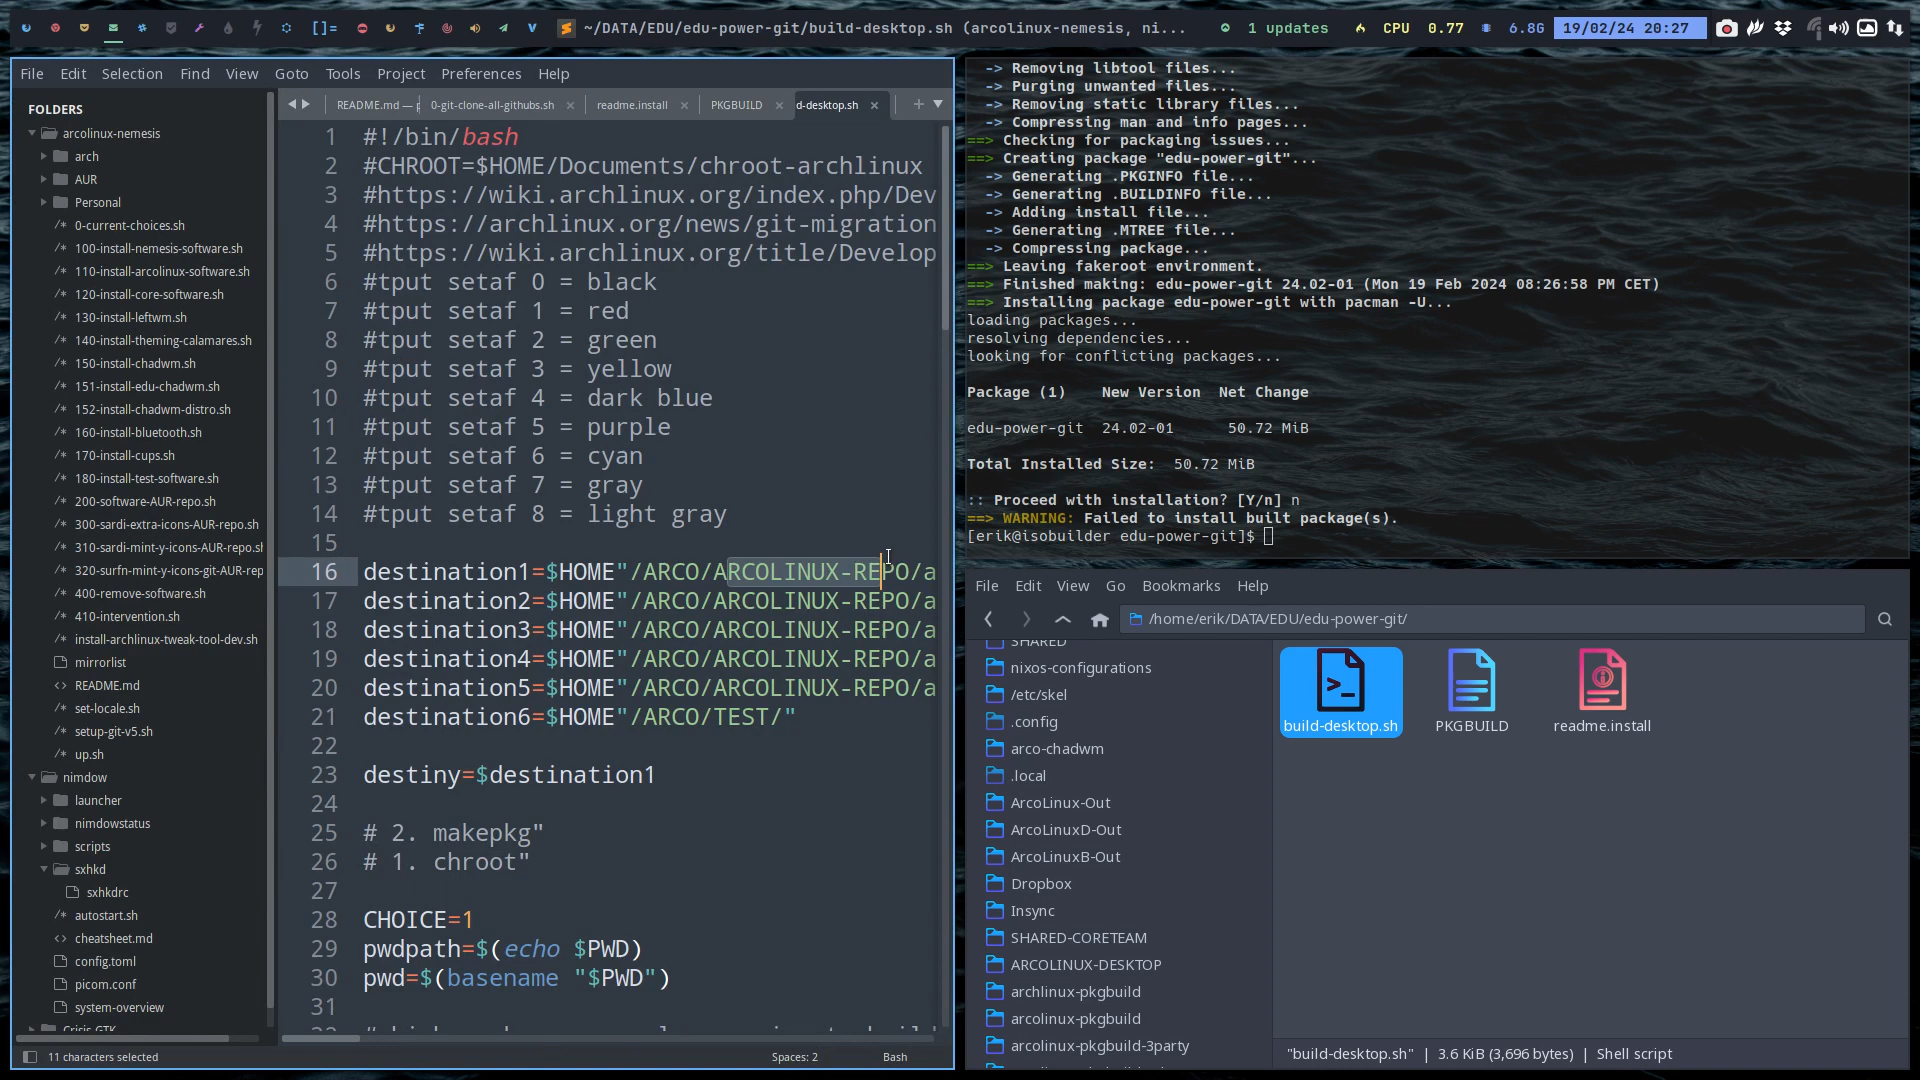 []=
~/DATA/EDU/edu-power-git/build-desktop.sh (arcolinux-nemesis, ni...
1 updates
CPU 0.77
6.8G
19/02/24 20:27
File Edit Selection Find View Goto Tools Project Preferences Help
FOLDERS
arcolinux-nemesis
arch
AUR
Personal
/* 0-current-choices.sh
/* 100-install-nemesis-software.sh
/* 110-install-arcolinux-software.sh
/* 120-install-core-software.sh
/* 130-install-leftwm.sh
/* 140-install-theming-calamares.sh
/* 150-install-chadwm.sh
/* 151-install-edu-chadwm.sh
/* 152-install-chadwm-distro.sh
/* 160-install-bluetooth.sh
/* 170-install-cups.sh
/* 180-install-test-software.sh
/* 200-software-AUR-repo.sh
/* 300-sardi-extra-icons-AUR-repo.sh
/* 310-sardi-mint-y-icons-AUR-repo.sh
/* 320-surfn-mint-y-icons-git-AUR-rep
/* 400-remove-software.sh
/* 410-intervention.sh
/* install-archlinux-tweak-tool-dev.sh
mirrorlist
<> README.md
/* set-locale.sh
/* setup-git-v5.sh
/* up.sh
nimdow
launcher
nimdowstatus
scripts
sxhkd
sxhkdrc
/* autostart.sh
<> cheatsheet.md
config.toml
picom.conf
system-overview
Crisis GTK
README.md — 0-git-clone-all-githubs.sh × readme.install × PKGBUILD × d-desktop.sh × +
1 #!/bin/bash
2 #CHROOT=$HOME/Documents/chroot-archlinux
3 #https://wiki.archlinux.org/index.php/Dev
4 #https://archlinux.org/news/git-migration
5 #https://wiki.archlinux.org/title/Develop
6 #tput setaf 0 = black
7 #tput setaf 1 = red
8 #tput setaf 2 = green
9 #tput setaf 3 = yellow
10 #tput setaf 4 = dark blue
11 #tput setaf 5 = purple
12 #tput setaf 6 = cyan
13 #tput setaf 7 = gray
14 #tput setaf 8 = light gray
15
16 destination1=$HOME"/ARCO/ARCOLINUX-REPO/a
17 destination2=$HOME"/ARCO/ARCOLINUX-REPO/a
18 destination3=$HOME"/ARCO/ARCOLINUX-REPO/a
19 destination4=$HOME"/ARCO/ARCOLINUX-REPO/a
20 destination5=$HOME"/ARCO/ARCOLINUX-REPO/a
21 destination6=$HOME"/ARCO/TEST/"
22
23 destiny=$destination1
24
25 # 2. makepkg"
26 # 1. chroot"
27
28 CHOICE=1
29 pwdpath=$(echo $PWD)
30 pwd=$(basename "$PWD")
31
11 characters selected
Spaces: 2
Bash
-> Removing libtool files...
-> Purging unwanted files...
-> Removing static library files...
-> Compressing man and info pages...
==> Checking for packaging issues...
==> Creating package "edu-power-git"...
-> Generating .PKGINFO file...
-> Generating .BUILDINFO file...
-> Adding install file...
-> Generating .MTREE file...
-> Compressing package...
==> Leaving fakeroot environment.
==> Finished making: edu-power-git 24.02-01 (Mon 19 Feb 2024 08:26:58 PM CET)
==> Installing package edu-power-git with pacman -U...
loading packages...
resolving dependencies...
looking for conflicting packages...
Package (1) New Version Net Change
edu-power-git 24.02-01 50.72 MiB
Total Installed Size: 50.72 MiB
:: Proceed with installation? [Y/n] n
==> WARNING: Failed to install built package(s).
[erik@isobuilder edu-power-git]$
File Edit View Go Bookmarks Help
/home/erik/DATA/EDU/edu-power-git/
SHARED
nixos-configurations
/etc/skel
.config
arco-chadwm
.local
ArcoLinux-Out
ArcoLinuxD-Out
ArcoLinuxB-Out
Dropbox
Insync
SHARED-CORETEAM
ARCOLINUX-DESKTOP
archlinux-pkgbuild
arcolinux-pkgbuild
arcolinux-pkgbuild-3party
build-desktop.sh
PKGBUILD
readme.install
"build-desktop.sh" | 3.6 KiB (3,696 bytes) | Shell script